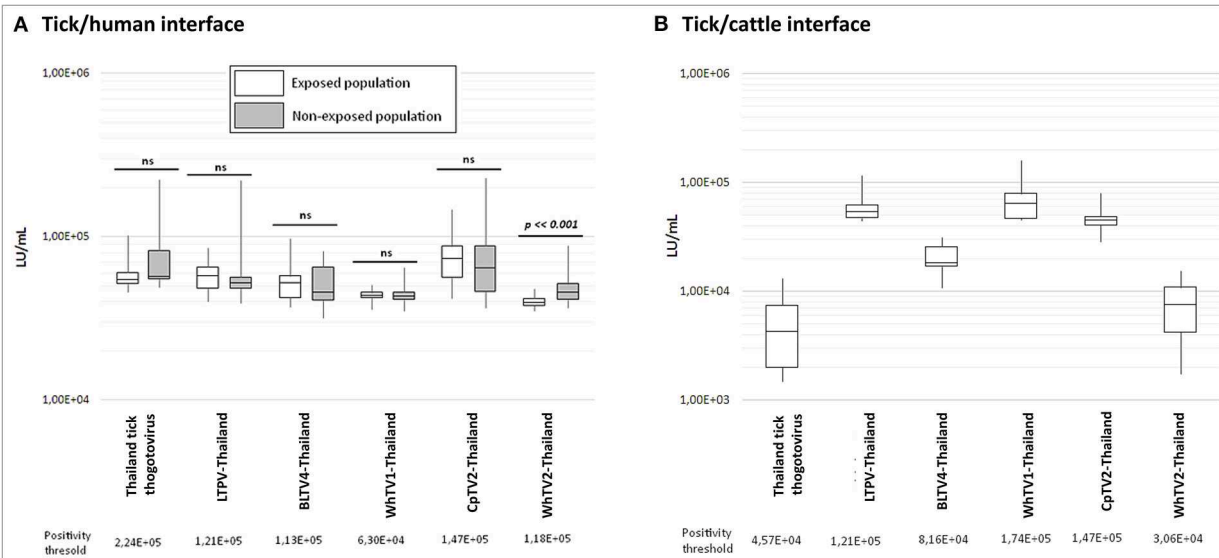 A Tick/human interface
1,00E+06
Exposed population
Non-exposed population
ns
ns
ns
ns
ns
p << 0.001
1,00E+05
LU/mL
1,00E+04
Thailand tick
thogotovirus
LTPV-Thailand
BLTV4-Thailand
WhTV1-Thailand
CpTV2-Thailand
WhTV2-Thailand
Positivity
thresold
2,24E+05 1,21E+05 1,13E+05 6,30E+04 1,47E+05 1,18E+05
B Tick/cattle interface
1,00E+06
1,00E+05
LU/mL
1,00E+04
1,00E+03
Thailand tick
thogotovirus
LTPV-Thailand
BLTV4-Thailand
WhTV1-Thailand
CpTV2-Thailand
WhTV2-Thailand
Positivity
thresold
4,57E+04 1,21E+05 8,16E+04 1,74E+05 1,47E+05 3,06E+04